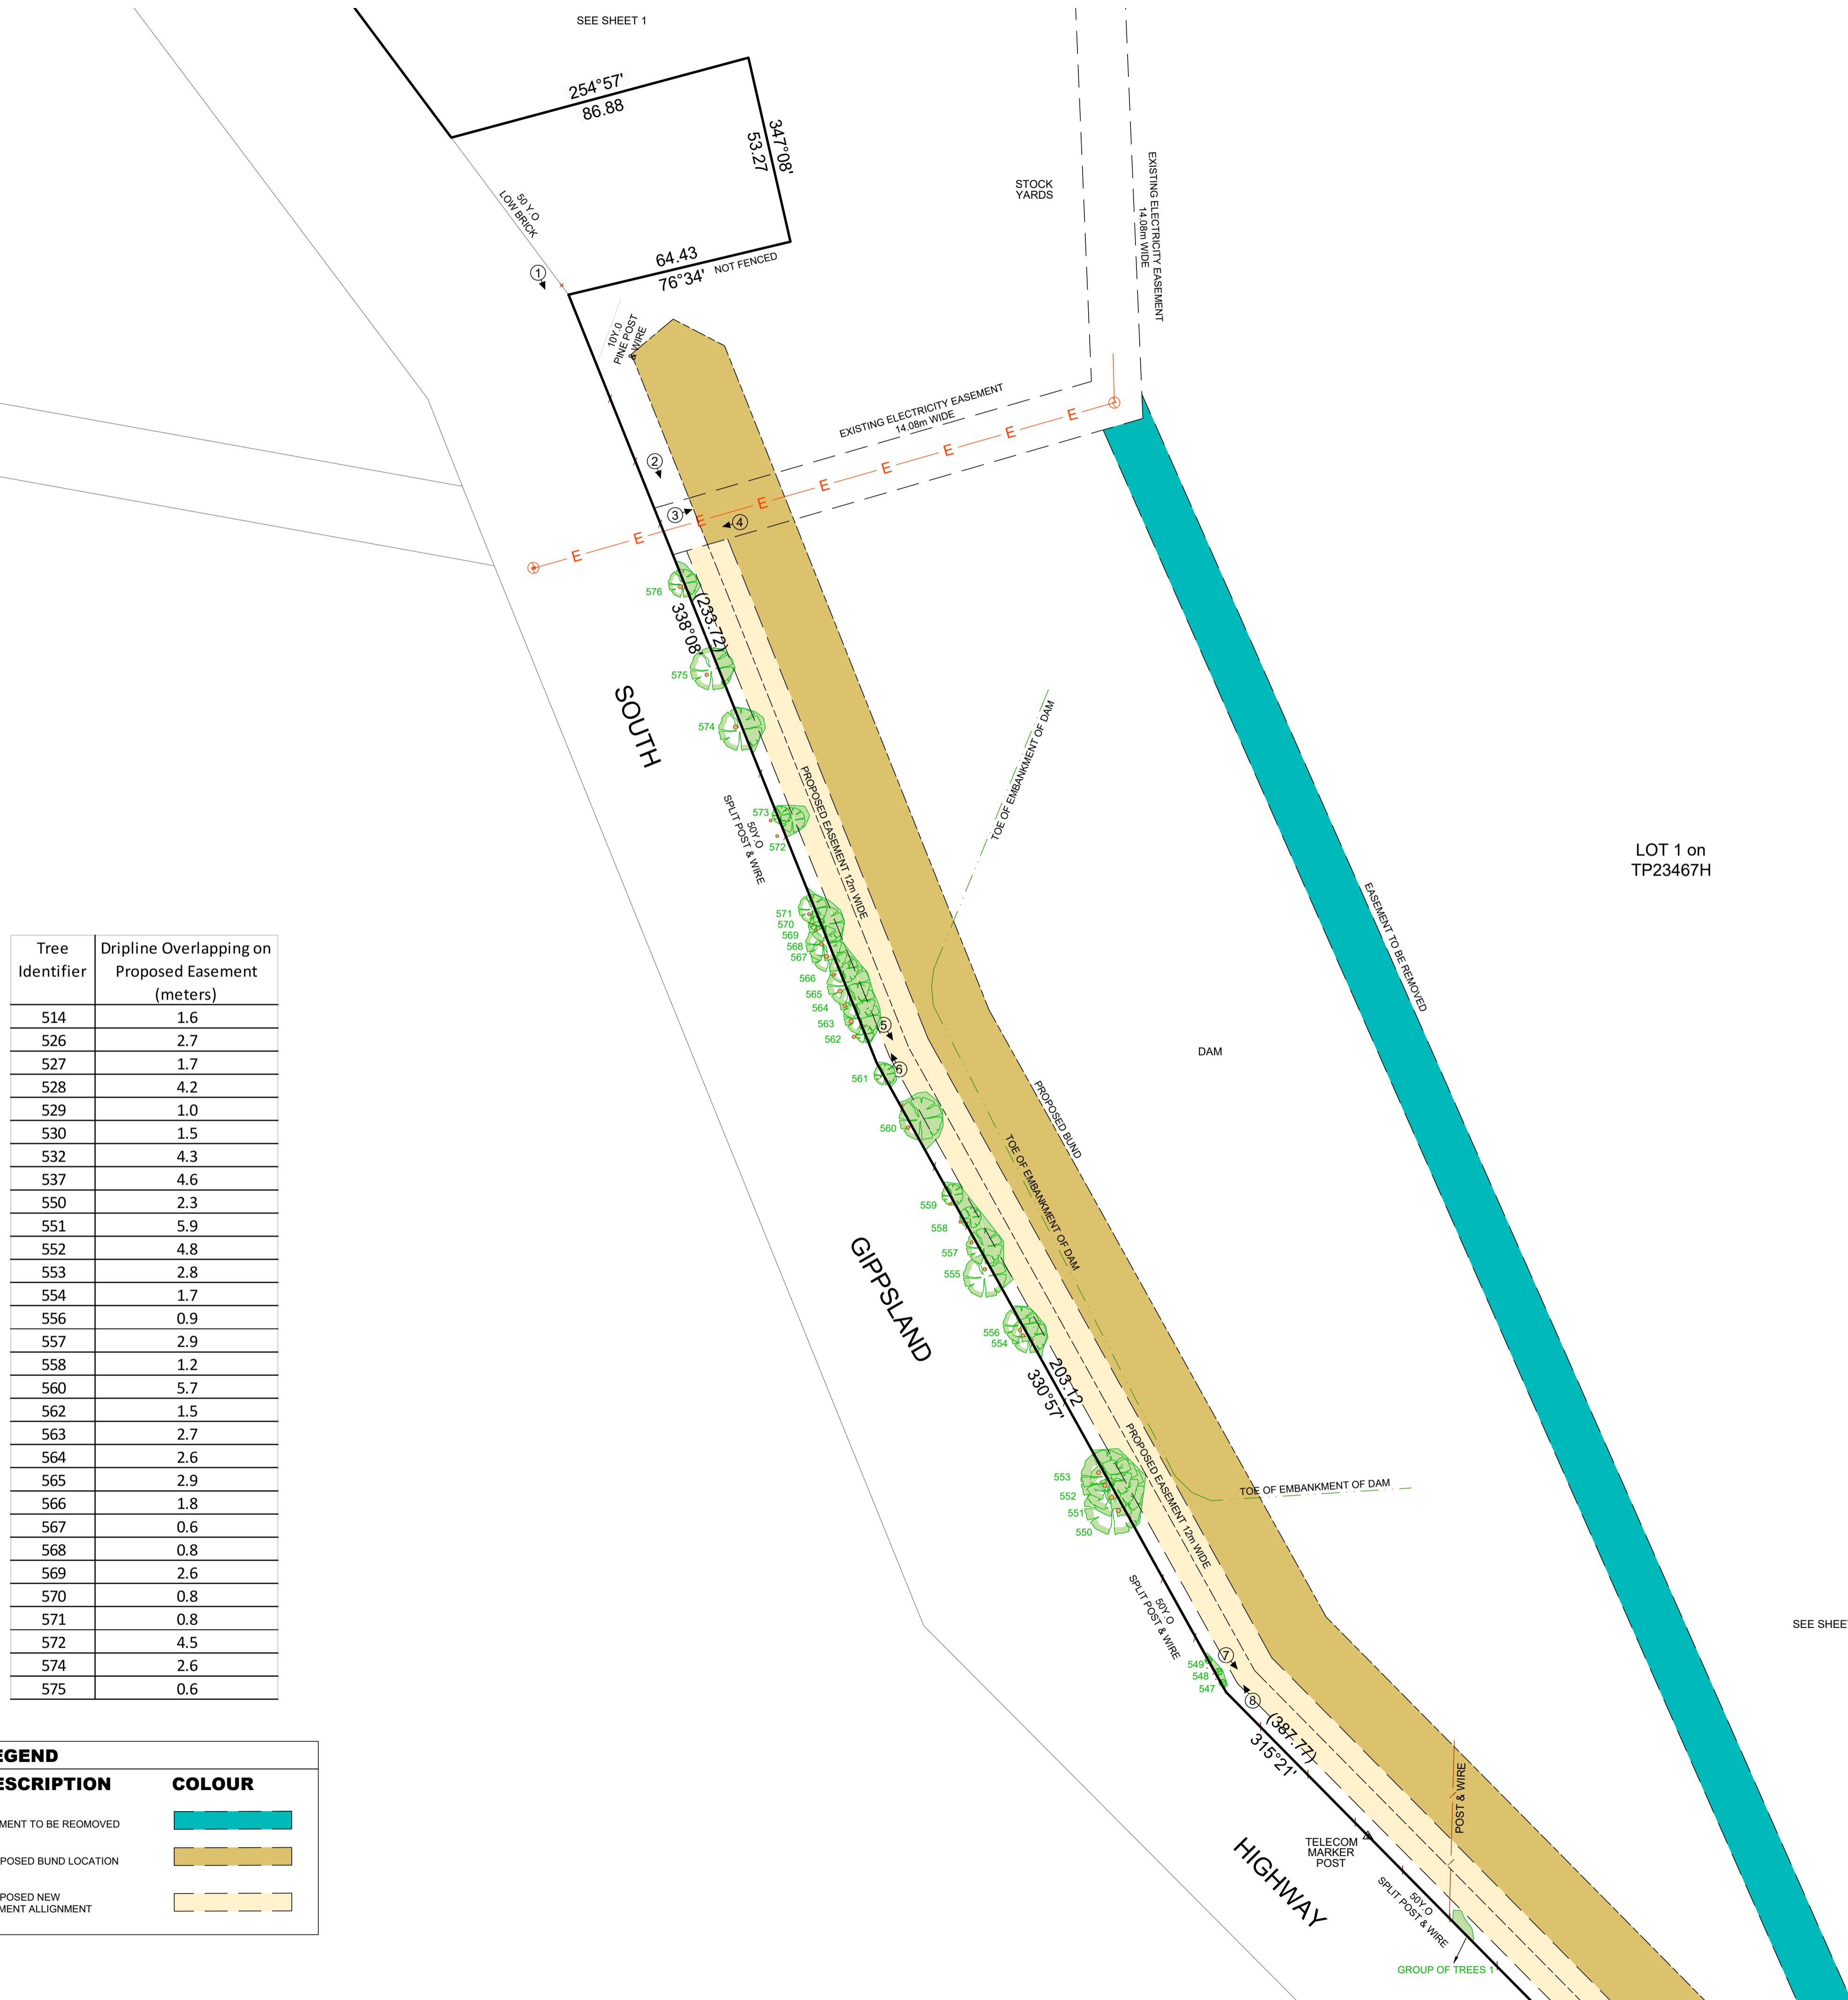 SEE SHEET 1
254°57'
86.88
347°08'
53.27
50 Y.O
LOW BRICK
STOCK
YARDS
EXISTING ELECTRICITY EASEMENT
14.08m WIDE
1
64.43
76°34'
NOT FENCED
10Y.0
PINE POST
& WIRE
EXISTING ELECTRICITY EASEMENT
14.08m WIDE
2
3
4
E
E
E
E
E
E
E
E
E
576
(233.72)
338°08'
575
574
SOUTH
573
572
50Y.O
SPLIT POST & WIRE
PROPOSED EASEMENT 12m WIDE
TOE OF EMBANKMENT OF DAM
LOT 1 on
TP23467H
EASEMENT TO BE REMOVED
571
570
569
568
567
566
565
564
563
562
5
6
561
560
DAM
PROPOSED BUND
TOE OF EMBANKMENT OF DAM
559
558
557
555
556
554
GIPPSLAND
203.12
330°57'
553
552
551
550
PROPOSED EASEMENT 12m WIDE
TOE OF EMBANKMENT OF DAM
50Y.O
SPLIT POST & WIRE
SEE SHEE
7
549
548
547
8
(387.77)
315°21'
POST & WIRE
TELECOM
MARKER
POST
HIGHWAY
50Y.O
SPLIT POST & WIRE
GROUP OF TREES 1
Tree Identifier Dripline Overlapping on Proposed Easement (meters)
514 1.6
526 2.7
527 1.7
528 4.2
529 1.0
530 1.5
532 4.3
537 4.6
550 2.3
551 5.9
552 4.8
553 2.8
554 1.7
556 0.9
557 2.9
558 1.2
560 5.7
562 1.5
563 2.7
564 2.6
565 2.9
566 1.8
567 0.6
568 0.8
569 2.6
570 0.8
571 0.8
572 4.5
574 2.6
575 0.6
EGEND
ESCRIPTION COLOUR
MENT TO BE REOMOVED
POSED BUND LOCATION
POSED NEW
MENT ALLIGNMENT